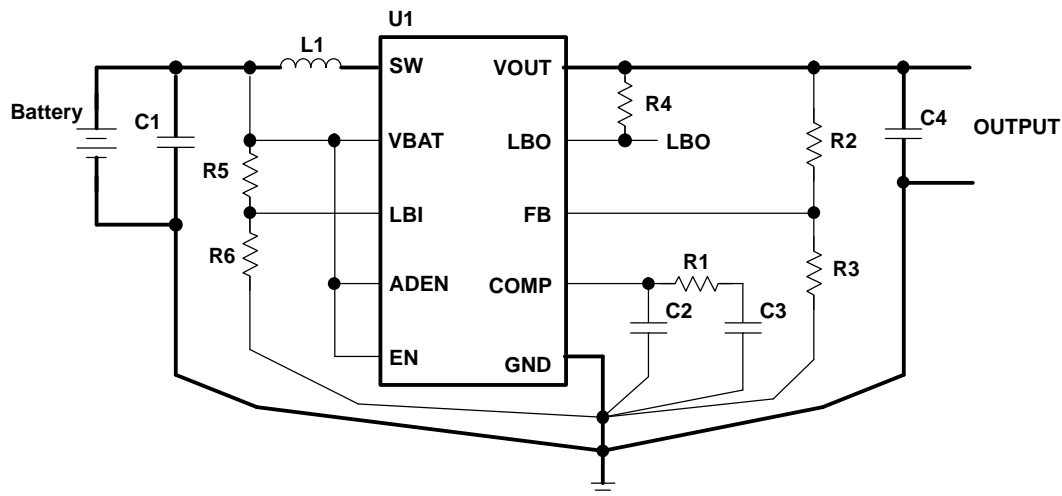 U1
L1
SW
VOUT
R4
Battery
C1
C4
OUTPUT
VBAT
LBO
LBO
R2
R5
LBI
FB
R6
R1
R3
ADEN
COMP
C2
C3
EN
GND